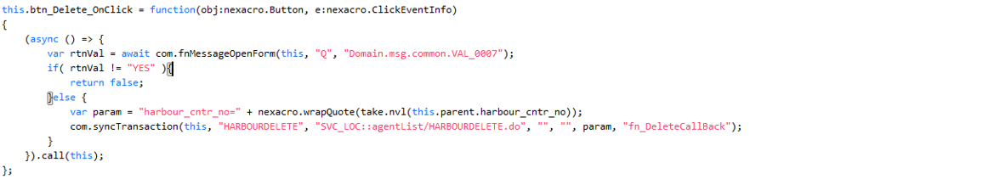 this.btn_Delete_OnClick = function(obj:nexacro.Button, e:nexacro.ClickEventInfo)
{
    (async () => {
        var rtnVal = await com.fnMessageOpenForm(this, "Q", "Domain.msg.common.VAL_0007");
        if( rtnVal != "YES" ){
            return false;
        }else {
            var param = "harbour_cntr_no=" + nexacro.wrapQuote(take.nvl(this.parent.harbour_cntr_no));
            com.syncTransaction(this, "HARBOURDELETE", "SVC_LOC::agentList/HARBOURDELETE.do", "", "", param, "fn_DeleteCallBack");
        }
    }).call(this);
};